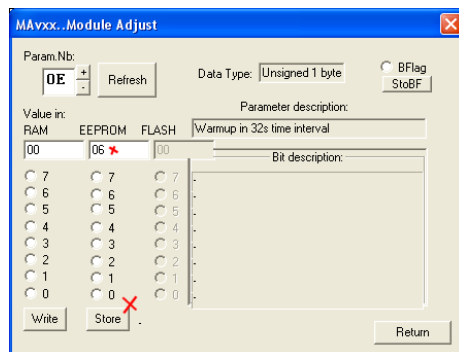 MAvxx..Module Adjust
Param.Nb:
0E + - Refresh Data Type: Unsigned 1 byte BFlag
StoBF
Value in: Parameter description:
RAM EEPROM FLASH Warmup in 32s time interval
00 06 00 Bit description:
7 7 7 -
6 6 6 -
5 5 5 -
4 4 4 -
3 3 3 -
2 2 2 -
1 1 1 -
0 0 0 -
Write Store . Return